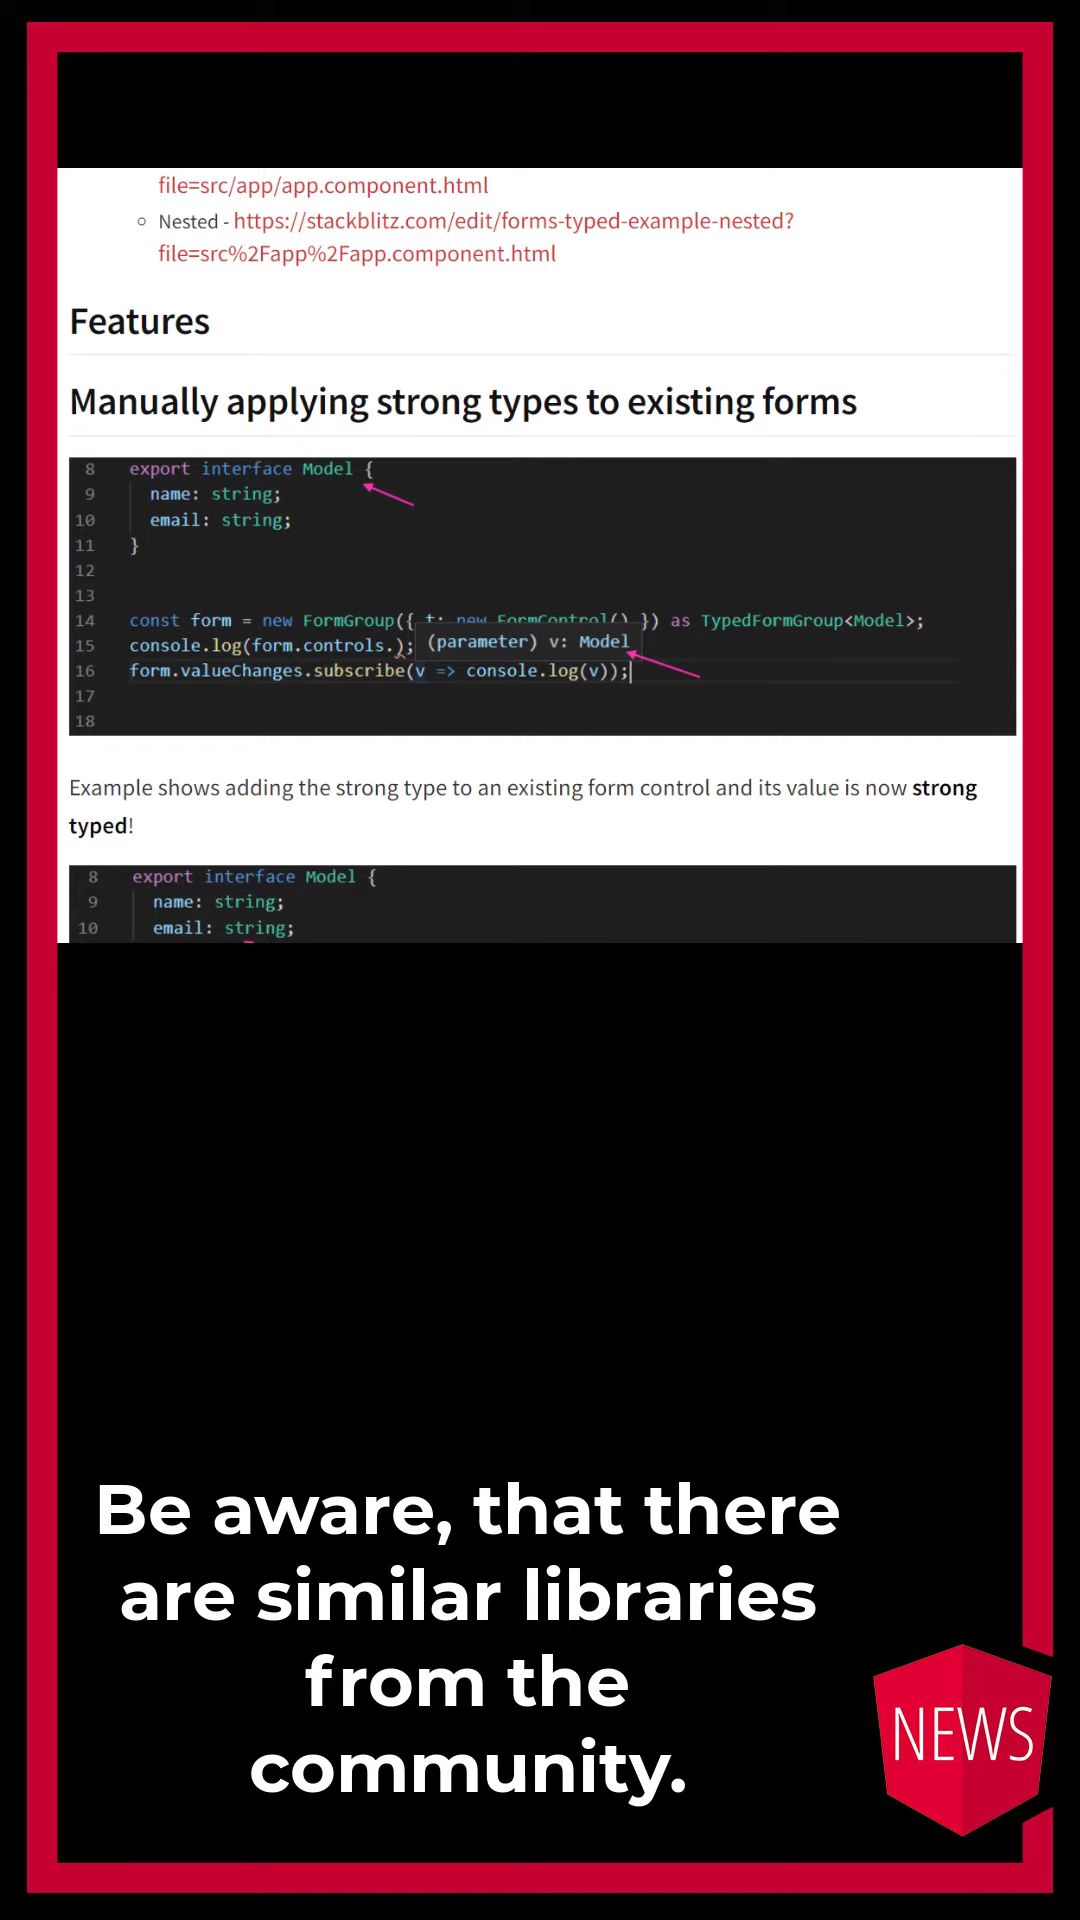 file=src/app/app.component.html
Nested - https://stackblitz.com/edit/forms-typed-example-nested?
file=src%2Fapp%2Fapp.component.html
Features
Manually applying strong types to existing forms
8 export interface Model {
9 name: string;
10 email: string;
11 }
12
13
14 const form = new FormGroup({ t: new FormControl() }) as TypedFormGroup<Model>;
(parameter) v: Model
15 console.log(form.controls.);
16 form.valueChanges.subscribe(v => console.log(v));
17
18
Example shows adding the strong type to an existing form control and its value is now strong
typed!
8 export interface Model {
9 name: string;
10 email: string;
Be aware, that there
are similar libraries
from the
community.
NEWS